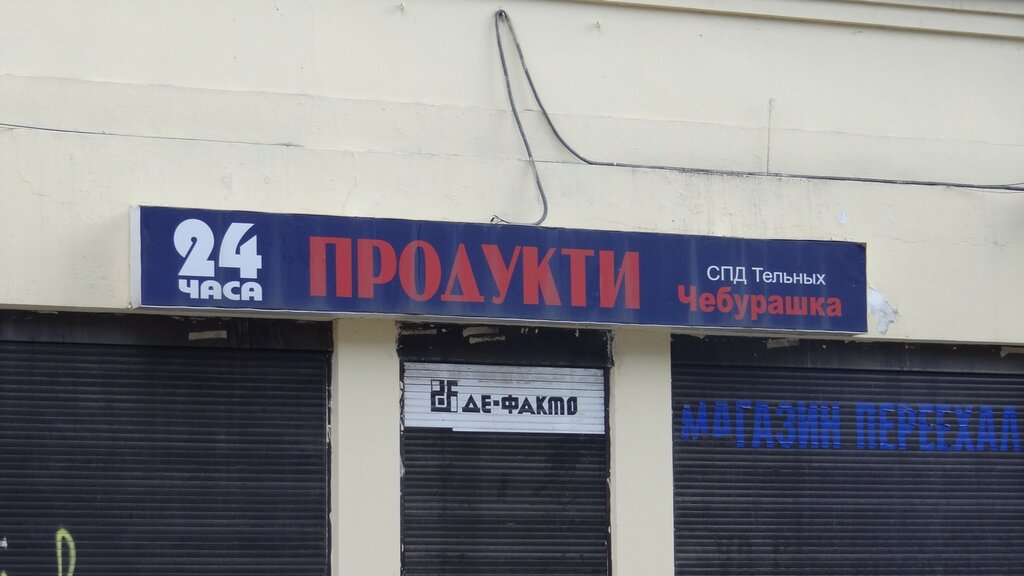 24
ЧАСА
ПРОДУКТИ
СПД Тельных
Чебурашка
ДЕ-ФАКТО
МАГАЗИН ПЕРЕЕХАЛ